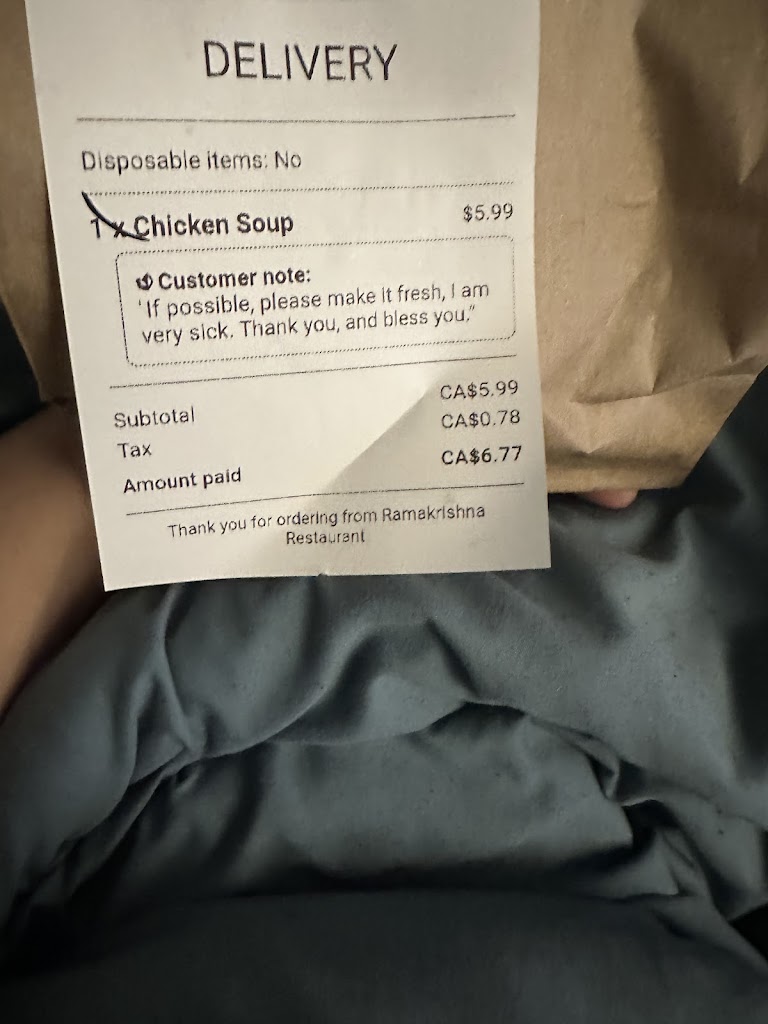 DELIVERY
Disposable items: No
1 x Chicken Soup $5.99
Customer note:
"If possible, please make it fresh, I am
very sick. Thank you, and bless you."
Subtotal CA$5.99
Tax CA$0.78
Amount paid CA$6.77
Thank you for ordering from Ramakrishna
Restaurant